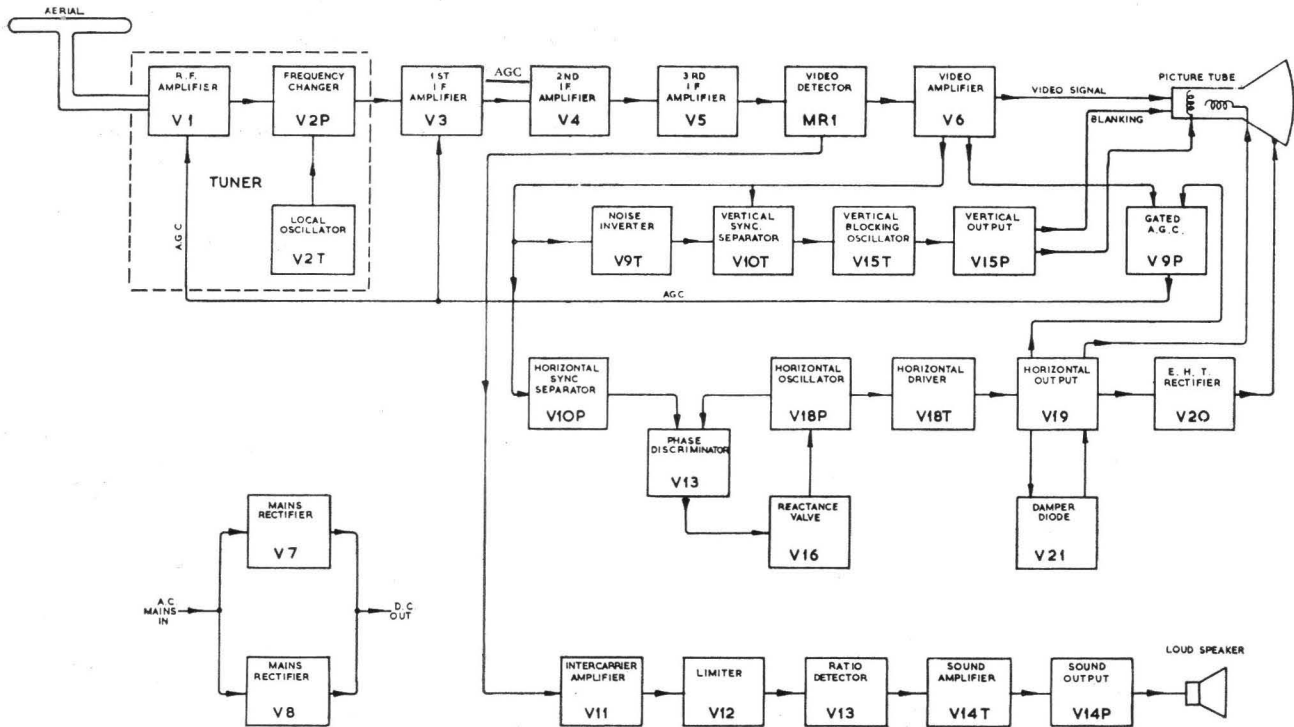 AERIAL
R.F.
AMPLIFIER
V1
FREQUENCY
CHANGER
V2P
1ST
I F
AMPLIFIER
V3
AGC
2ND
I F
AMPLIFIER
V4
3RD
I F
AMPLIFIER
V5
VIDEO
DETECTOR
MR1
VIDEO
AMPLIFIER
V6
VIDEO SIGNAL
BLANKING
PICTURE TUBE
TUNER
LOCAL
OSCILLATOR
V2T
AGC
NOISE
INVERTER
V9T
VERTICAL
SYNC.
SEPARATOR
V10T
VERTICAL
BLOCKING
OSCILLATOR
V15T
VERTICAL
OUTPUT
V15P
GATED
A.G.C.
V9P
AGC
HORIZONTAL
SYNC
SEPARATOR
V10P
HORIZONTAL
OSCILLATOR
V18P
HORIZONTAL
DRIVER
V18T
HORIZONTAL
OUTPUT
V19
E. H. T.
RECTIFIER
V20
PHASE
DISCRIMINATOR
V13
REACTANCE
VALVE
V16
DAMPER
DIODE
V21
MAINS
RECTIFIER
V7
A.C
MAINS
IN
D.C.
OUT
MAINS
RECTIFIER
V8
INTERCARRIER
AMPLIFIER
V11
LIMITER
V12
RATIO
DETECTOR
V13
SOUND
AMPLIFIER
V14T
SOUND
OUTPUT
V14P
LOUD SPEAKER